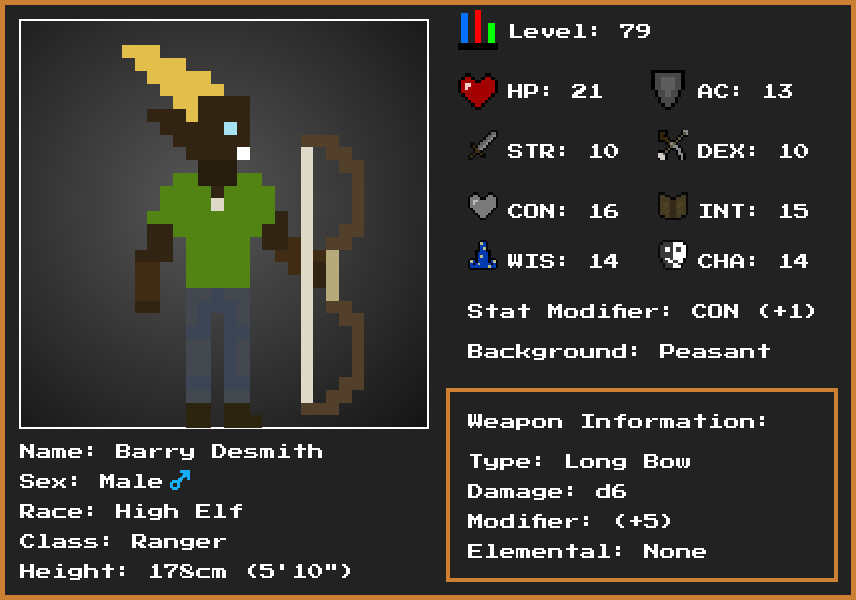 Level: 79
HP: 21
AC: 13
STR: 10
DEX: 10
CON: 16
INT: 15
WIS: 14
CHA: 14
Stat Modifier: CON (+1)
Background: Peasant
Weapon Information:
Type: Long Bow
Damage: d6
Modifier: (+5)
Elemental: None
Name: Barry Desmith
Sex: Male ♂
Race: High Elf
Class: Ranger
Height: 178cm (5'10")